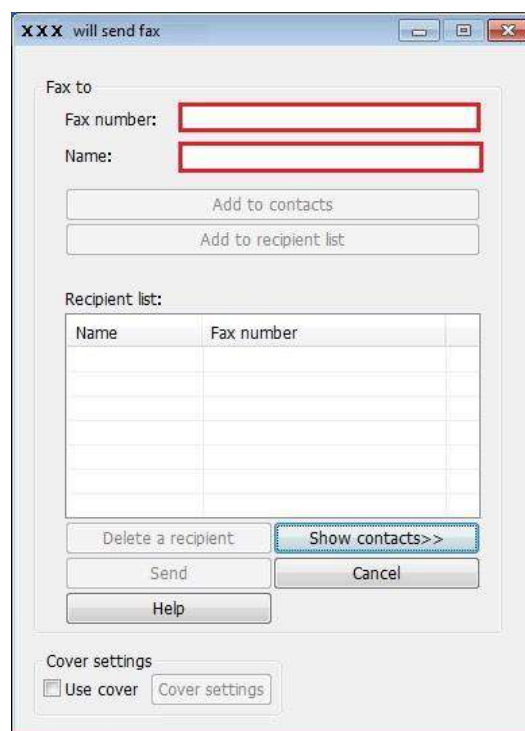 XXX will send fax
Fax to
Fax number:
Name:
Add to contacts
Add to recipient list
Recipient list:
Name Fax number
Delete a recipient Show contacts>>
Send Cancel
Help
Cover settings
Use cover Cover settings